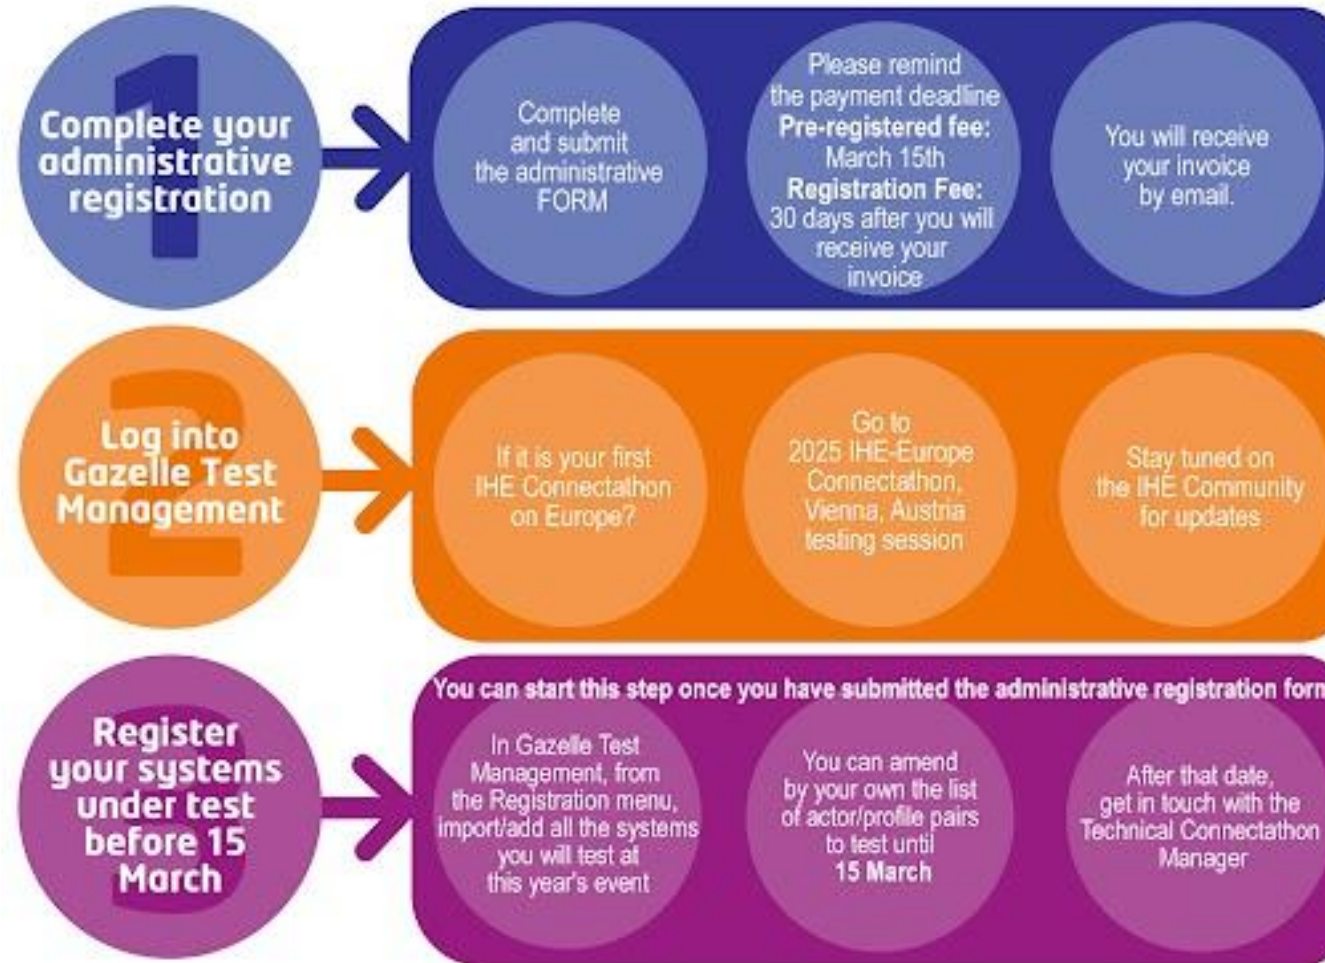 1
Complete your
administrative
registration
Complete
and submit
the administrative
FORM
Please remind
the payment deadline
Pre-registered fee:
March 15th
Registration Fee:
30 days after you will
receive your
invoice
You will receive
your invoice
by email.
2
Log into
Gazelle Test
Management
If it is your first
IHE Connectathon
on Europe?
Go to
2025 IHE-Europe
Connectathon,
Vienna, Austria
testing session
Stay tuned on
the IHE Community
for updates
3
Register
your systems
under test
before 15
March
You can start this step once you have submitted the administrative registration form
In Gazelle Test
Management, from
the Registration menu,
import/add all the systems
you will test at
this year's event
You can amend
by your own the list
of actor/profile pairs
to test until
15 March
After that date,
get in touch with the
Technical Connectathon
Manager